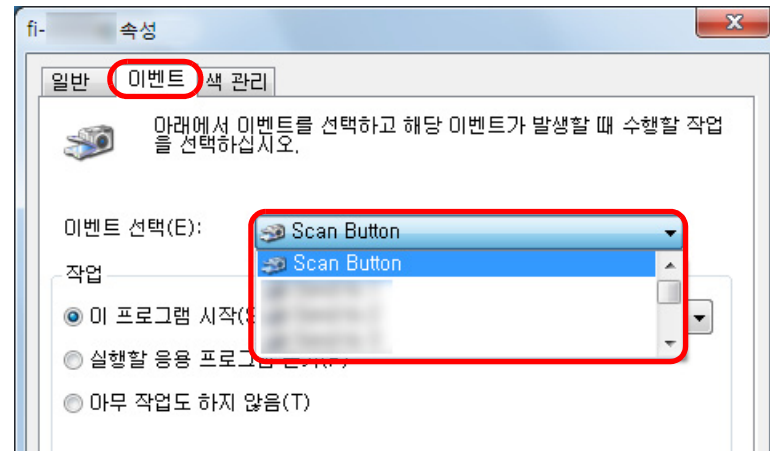 fi- 속성
일반 이벤트 색 관리
아래에서 이벤트를 선택하고 해당 이벤트가 발생할 때 수행할 작업
을 선택하십시오.
이벤트 선택(E): Scan Button
Scan Button
작업
이 프로그램 시작(
실행할 응용 프로그
아무 작업도 하지 않음(T)